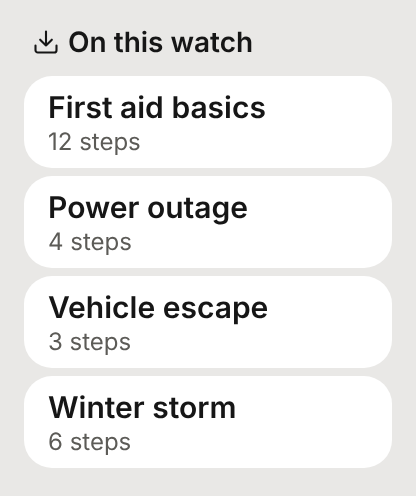 On this watch
First aid basics
12 steps
Power outage
4 steps
Vehicle escape
3 steps
Winter storm
6 steps